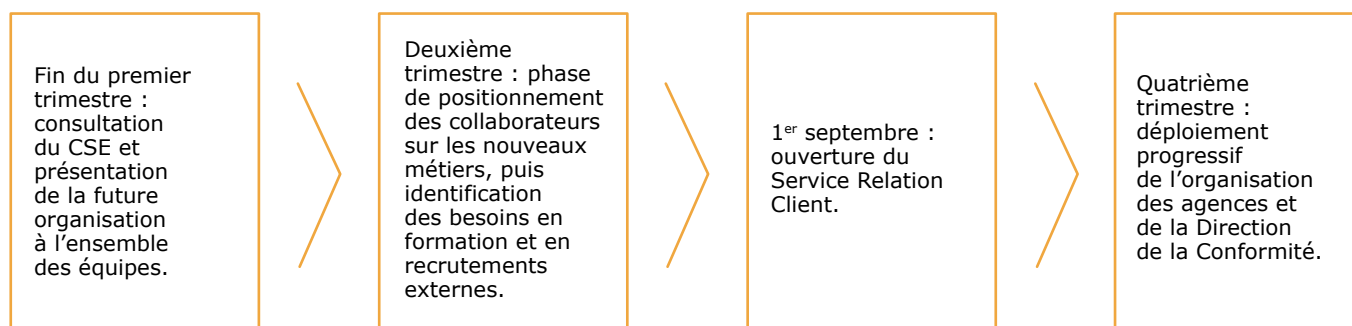 Fin du premier
trimestre :
consultation
du CSE et
présentation
de la future
organisation
à l’ensemble
des équipes.
Deuxième
trimestre : phase
de positionnement
des collaborateurs
sur les nouveaux
métiers, puis
identification
des besoins en
formation et en
recrutements
externes.
1er septembre :
ouverture du
Service Relation
Client.
Quatrième
trimestre :
déploiement
progressif
de l’organisation
des agences et
de la Direction
de la Conformité.